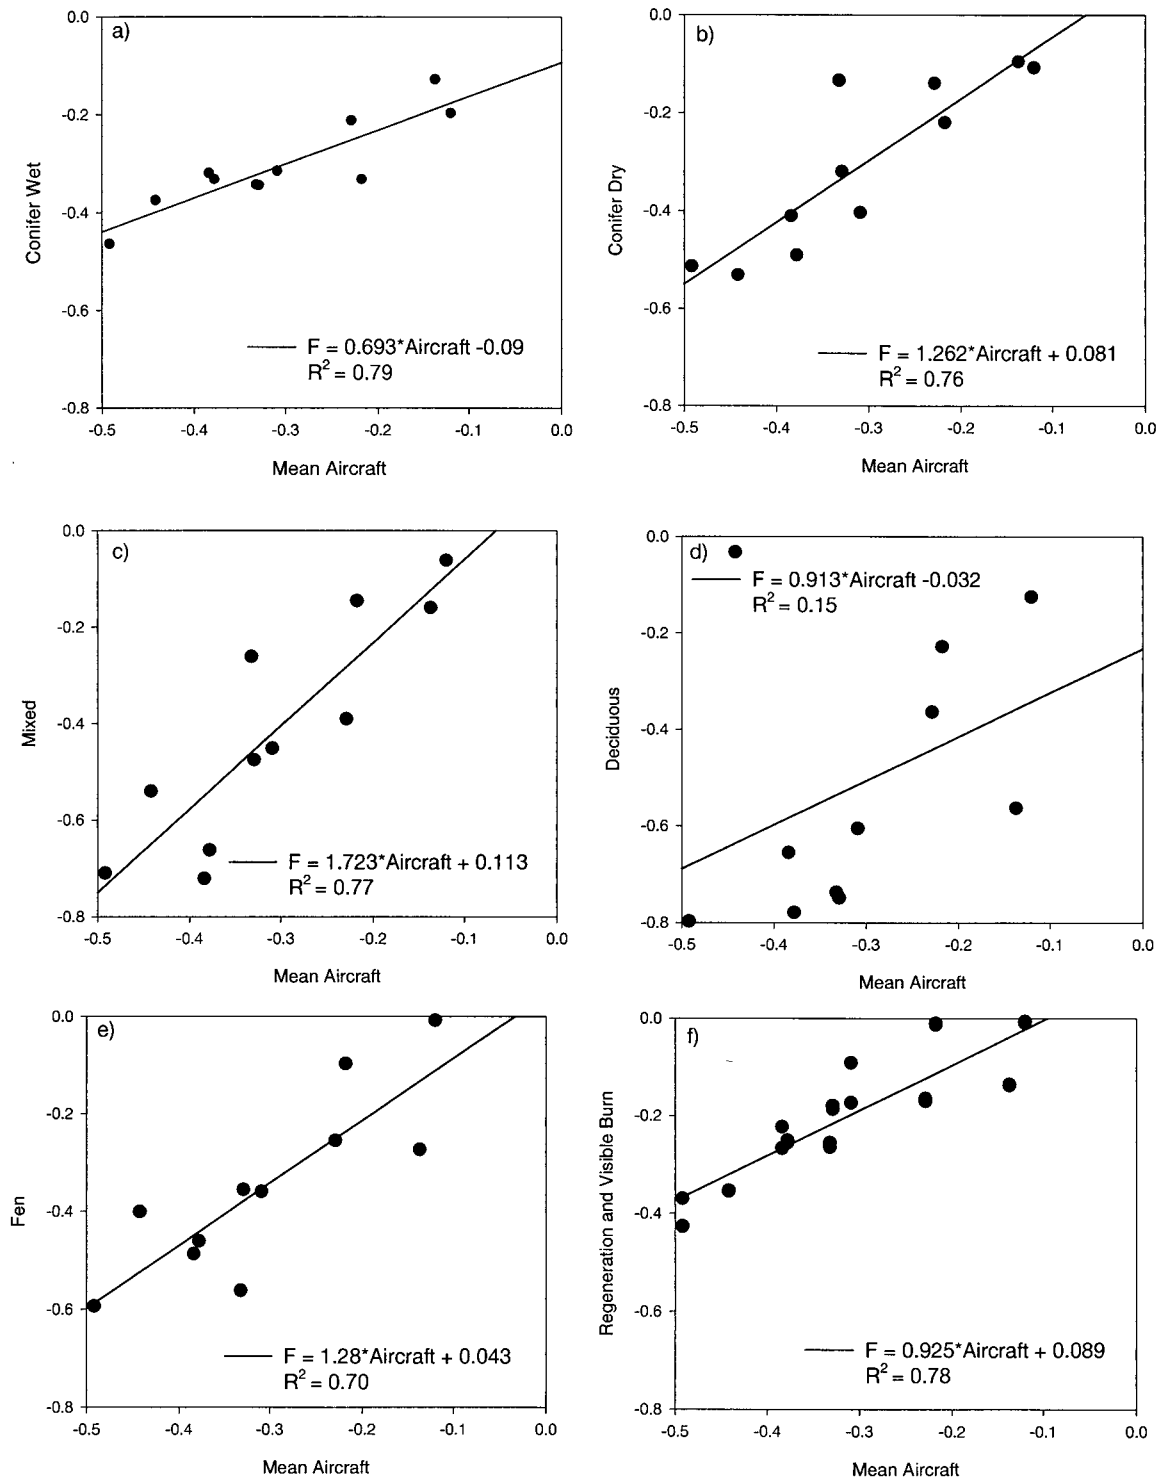 a)
0.0
-0.2
-0.4
-0.6
-0.8
Conifer Wet
F = 0.693*Aircraft -0.09
R2 = 0.79
-0.5 -0.4 -0.3 -0.2 -0.1 0.0
Mean Aircraft
b)
0.0
-0.2
-0.4
-0.6
-0.8
Conifer Dry
F = 1.262*Aircraft + 0.081
R2 = 0.76
-0.5 -0.4 -0.3 -0.2 -0.1 0.0
Mean Aircraft
c)
0.0
-0.2
-0.4
-0.6
-0.8
Mixed
F = 1.723*Aircraft + 0.113
R2 = 0.77
-0.5 -0.4 -0.3 -0.2 -0.1 0.0
Mean Aircraft
d)
0.0
-0.2
-0.4
-0.6
-0.8
Deciduous
F = 0.913*Aircraft -0.032
R2 = 0.15
-0.5 -0.4 -0.3 -0.2 -0.1 0.0
Mean Aircraft
e)
0.0
-0.2
-0.4
-0.6
-0.8
Fen
F = 1.28*Aircraft + 0.043
R2 = 0.70
-0.5 -0.4 -0.3 -0.2 -0.1 0.0
Mean Aircraft
f)
0.0
-0.2
-0.4
-0.6
-0.8
Regeneration and Visible Burn
F = 0.925*Aircraft + 0.089
R2 = 0.78
-0.5 -0.4 -0.3 -0.2 -0.1 0.0
Mean Aircraft